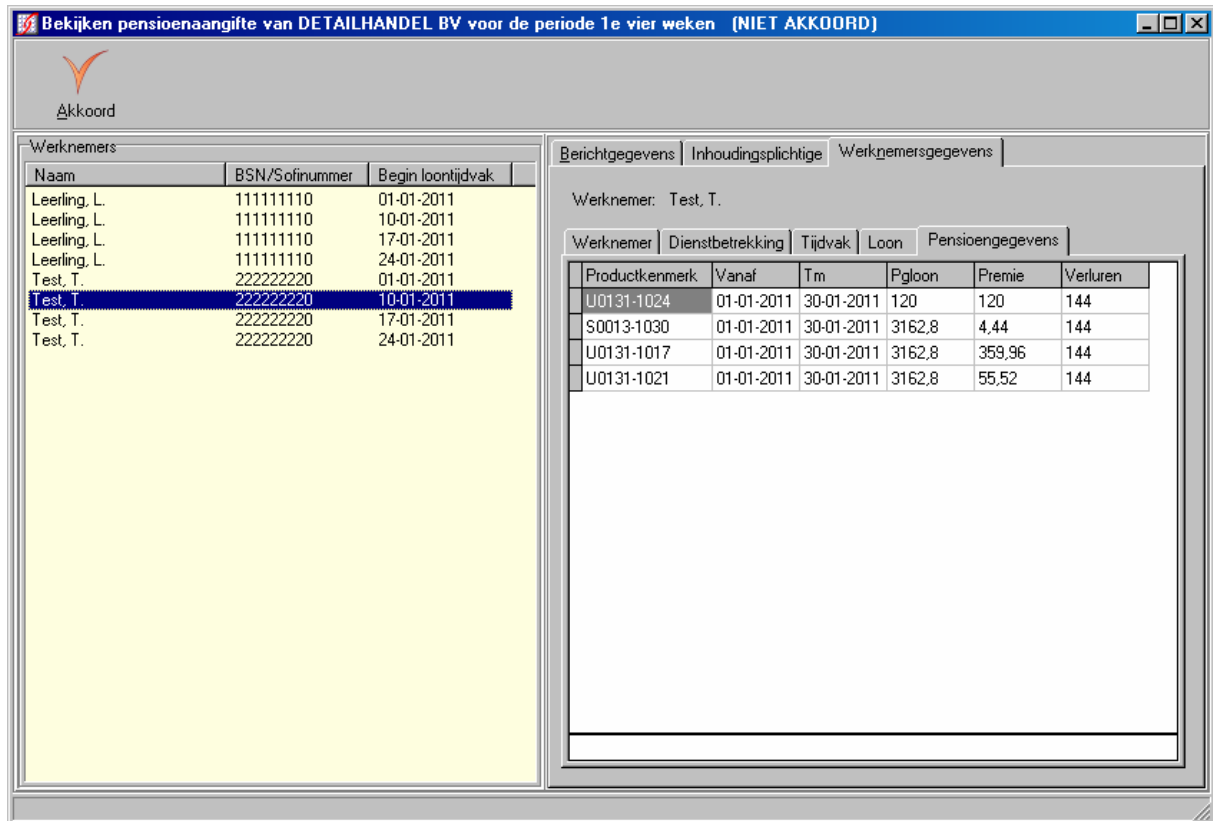 Bekijken pensioenaangifte van DETAILHANDEL BV voor de periode 1e vier weken (NIET AKKOORD)
Akkoord
Werknemers
Naam BSN/Sofinummer Begin loontijdvak
Leerling, L. 111111110 01-01-2011
Leerling, L. 111111110 10-01-2011
Leerling, L. 111111110 17-01-2011
Leerling, L. 111111110 24-01-2011
Test, T. 222222220 01-01-2011
Test, T. 222222220 10-01-2011
Test, T. 222222220 17-01-2011
Test, T. 222222220 24-01-2011
Berichtgegevens Inhoudingsplichtige Werknemersgegevens
Werknemer: Test, T.
Werknemer Dienstbetrekking Tijdvak Loon Pensioengegevens
Productkenmerk Vanaf Tm Pgloon Premie Verluren
U0131-1024 01-01-2011 30-01-2011 120 120 144
S0013-1030 01-01-2011 30-01-2011 3162,8 4,44 144
U0131-1017 01-01-2011 30-01-2011 3162,8 359,96 144
U0131-1021 01-01-2011 30-01-2011 3162,8 55,52 144